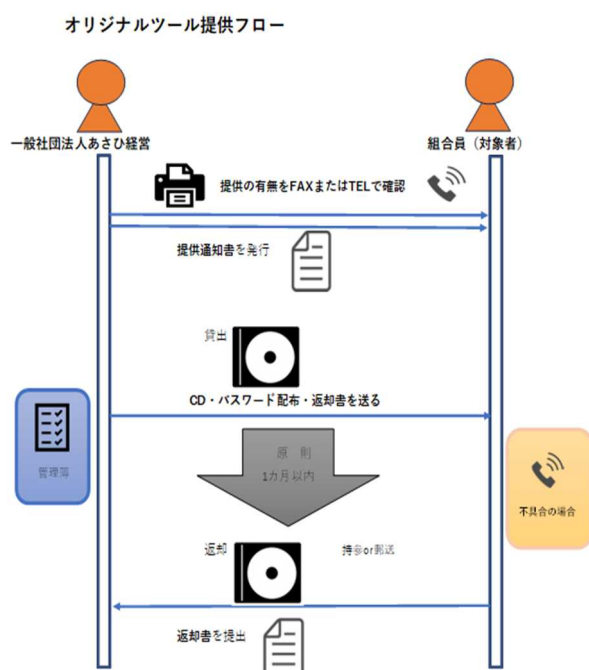 オリジナルツール提供フロー
一般社団法人あさひ経営
組合員（対象者）
提供の有無をFAXまたはTELで確認
提供通知書を発行
貸出
CD・パスワード配布・返却書を送る
管理簿
原　則
1カ月以内
不具合の場合
返却
持参or郵送
返却書を提出